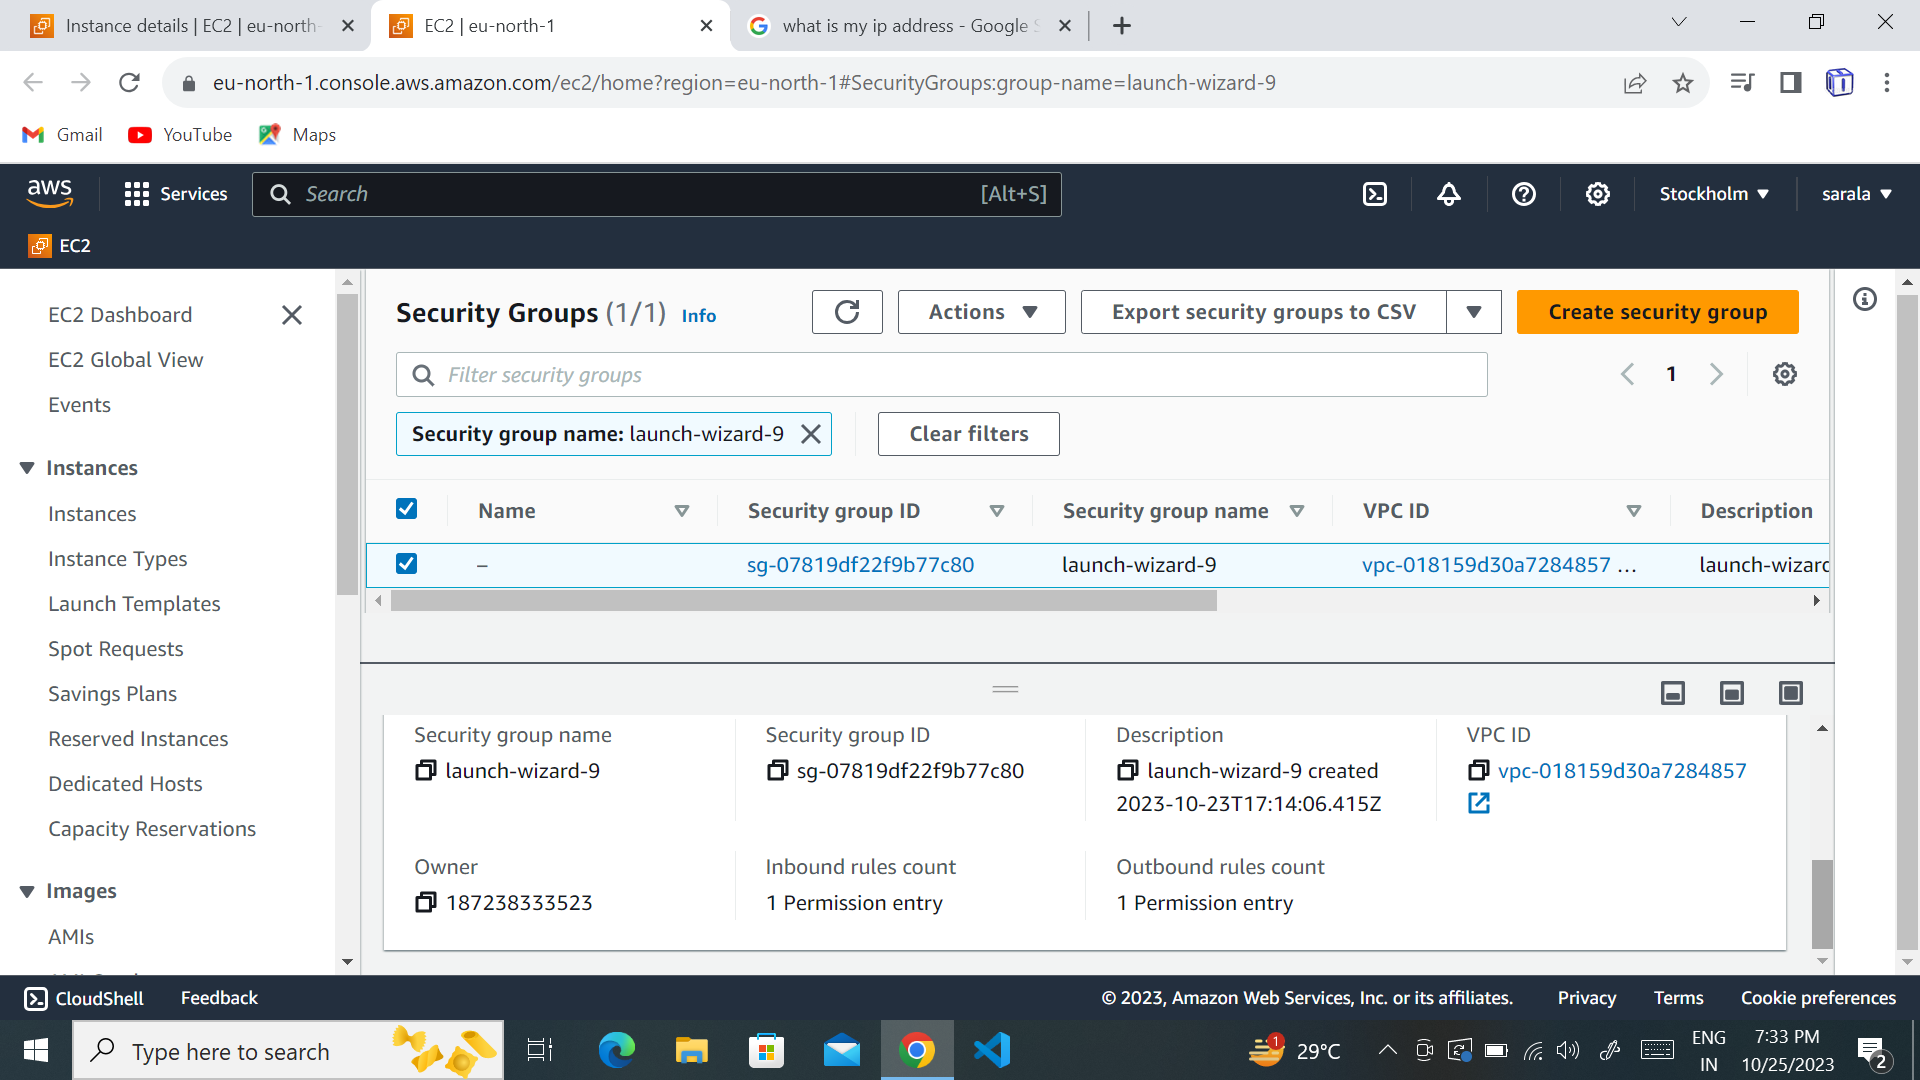 Instance details | EC2 | eu-north-
EC2 | eu-north-1
what is my ip address - Google S
eu-north-1.console.aws.amazon.com/ec2/home?region=eu-north-1#SecurityGroups:group-name=launch-wizard-9
Gmail
YouTube
Maps
aws
Services
Search
[Alt+S]
Stockholm
sarala
EC2
EC2 Dashboard
EC2 Global View
Events
Instances
Instances
Instance Types
Launch Templates
Spot Requests
Savings Plans
Reserved Instances
Dedicated Hosts
Capacity Reservations
Images
AMIs
Security Groups (1/1) Info
Actions
Export security groups to CSV
Create security group
Filter security groups
1
Security group name: launch-wizard-9
Clear filters
Name
Security group ID
Security group name
VPC ID
Description
–
sg-07819df22f9b77c80
launch-wizard-9
vpc-018159d30a7284857 ...
launch-wizard
Security group name
launch-wizard-9
Security group ID
sg-07819df22f9b77c80
Description
launch-wizard-9 created
2023-10-23T17:14:06.415Z
VPC ID
vpc-018159d30a7284857
Owner
187238333523
Inbound rules count
1 Permission entry
Outbound rules count
1 Permission entry
CloudShell
Feedback
© 2023, Amazon Web Services, Inc. or its affiliates.
Privacy
Terms
Cookie preferences
Type here to search
1
29°C
ENG
IN
7:33 PM
10/25/2023
2